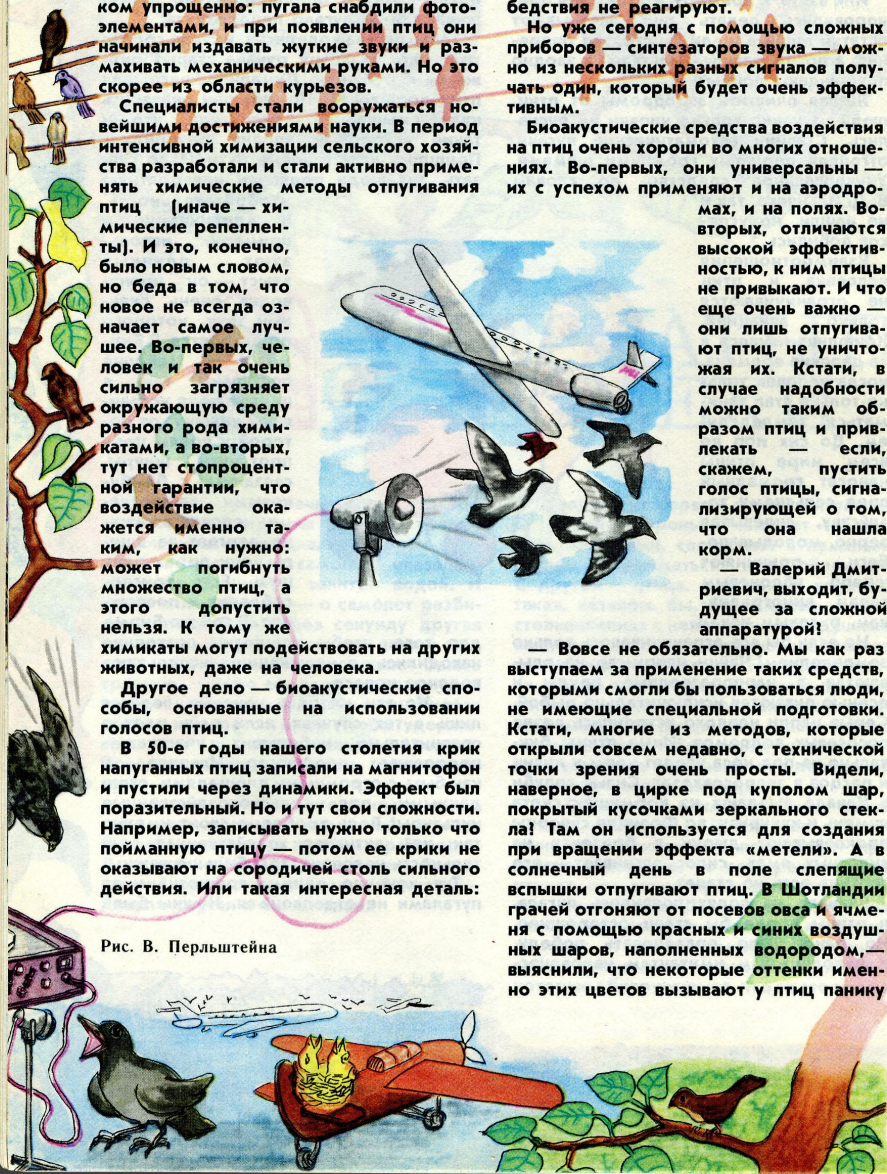 ком упрощенно: пугала снабдили фото-
элементами, и при появлении птиц они
начинали издавать жуткие звуки и раз-
махивать механическими руками. Но это
скорее из области курьезов.
Специалисты стали вооружаться но-
вейшими достижениями науки. В период
интенсивной химизации сельского хозяй-
ства разработали и стали активно приме-
нять химические методы отпугивания
птиц (иначе — хи-
мические репеллен-
ты). И это, конечно,
было новым словом,
но беда в том, что
новое не всегда оз-
начает самое луч-
шее. Во-первых, че-
ловек и так очень
сильно загрязняет
окружающую среду
разного рода хими-
катами, а во-вторых,
тут нет стопроцент-
ной гарантии, что
воздействие ока-
жется именно та-
ким, как нужно:
может погибнуть
множество птиц, а
этого допустить
нельзя. К тому же
химикаты могут подействовать на других
животных, даже на человека.
Другое дело — биоакустические спо-
собы, основанные на использовании
голосов птиц.
В 50-е годы нашего столетия крик
напуганных птиц записали на магнитофон
и пустили через динамики. Эффект был
поразительный. Но и тут свои сложности.
Например, записывать нужно только что
пойманную птицу — потом ее крики не
оказывают на сородичей столь сильного
действия. Или такая интересная деталь:
Рис. В. Перльштейна
бедствия не реагируют.
Но уже сегодня с помощью сложных
приборов — синтезаторов звука — мож-
но из нескольких разных сигналов полу-
чать один, который будет очень эффек-
тивным.
Биоакустические средства воздействия
на птиц очень хороши во многих отноше-
ниях. Во-первых, они универсальны —
их с успехом применяют и на аэродро-
мах, и на полях. Во-
вторых, отличаются
высокой эффектив-
ностью, к ним птицы
не привыкают. И что
еще очень важно —
они лишь отпугива-
ют птиц, не уничто-
жая их. Кстати, в
случае надобности
можно таким об-
разом птиц и прив-
лекать — если,
скажем, пустить
голос птицы, сигна-
лизирующей о том,
что она нашла
корм.
— Валерий Дмит-
риевич, выходит, бу-
дущее за сложной
аппаратурой?
— Вовсе не обязательно. Мы как раз
выступаем за применение таких средств,
которыми смогли бы пользоваться люди,
не имеющие специальной подготовки.
Кстати, многие из методов, которые
открыли совсем недавно, с технической
точки зрения очень просты. Видели,
наверное, в цирке под куполом шар,
покрытый кусочками зеркального стек-
ла? Там он используется для создания
при вращении эффекта «метели». А в
солнечный день в поле слепящие
вспышки отпугивают птиц. В Шотландии
грачей отгоняют от посевов овса и ячме-
ня с помощью красных и синих воздуш-
ных шаров, наполненных водородом,—
выяснили, что некоторые оттенки имен-
но этих цветов вызывают у птиц панику